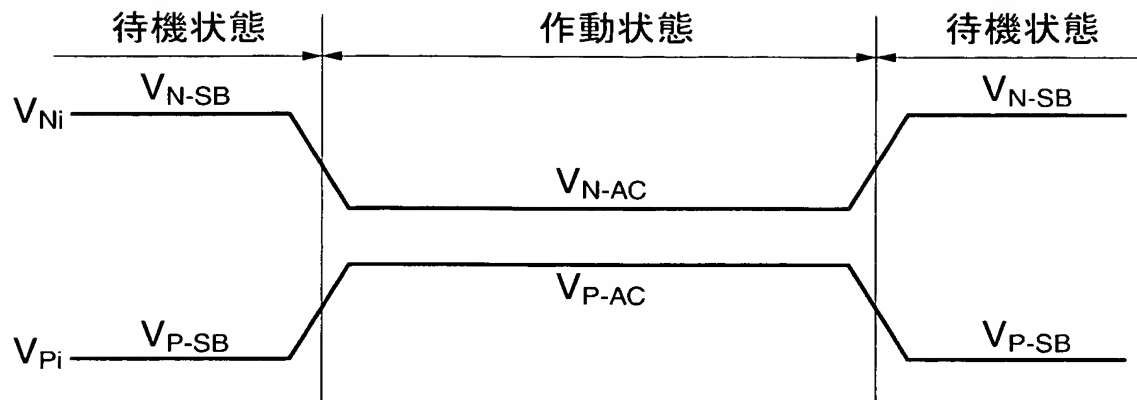 待機状態 作動状態 待機状態
V_N-SB V_N-SB
V_Ni
V_N-AC
V_P-AC
V_P-SB V_P-SB
V_Pi